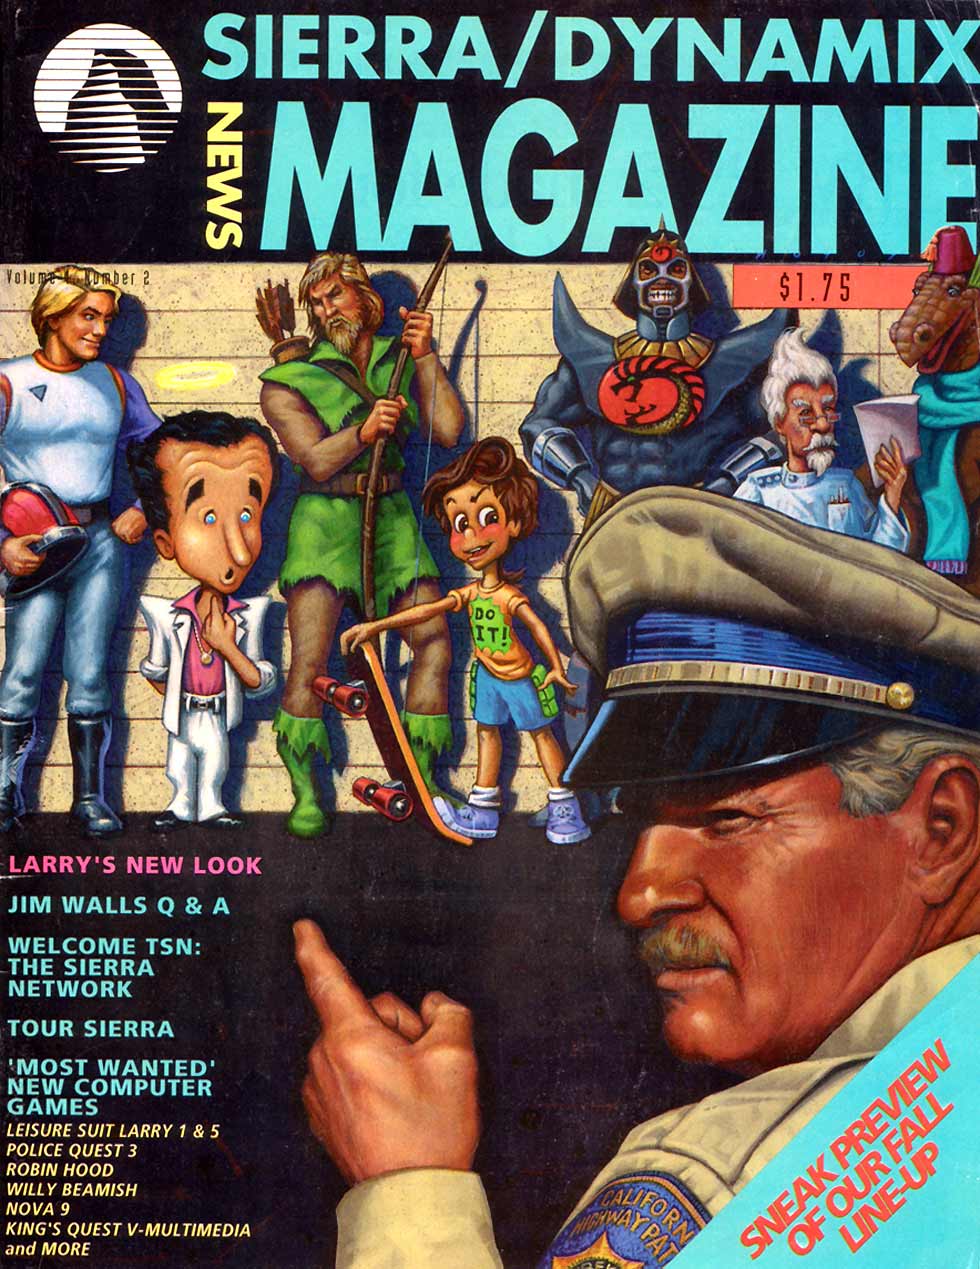 SIERRA/DYNAMIX
NEWS
MAGAZINE
Volume 4, Number 2
$1.75
DO
IT!
LARRY'S NEW LOOK
JIM WALLS Q & A
WELCOME TSN:
THE SIERRA
NETWORK
TOUR SIERRA
'MOST WANTED'
NEW COMPUTER
GAMES
LEISURE SUIT LARRY 1 & 5
POLICE QUEST 3
ROBIN HOOD
WILLY BEAMISH
NOVA 9
KING'S QUEST V-MULTIMEDIA
and MORE
CALIFORN
HIGHWAY PAT
SNEAK PREVIEW
OF OUR FALL
LINE-UP